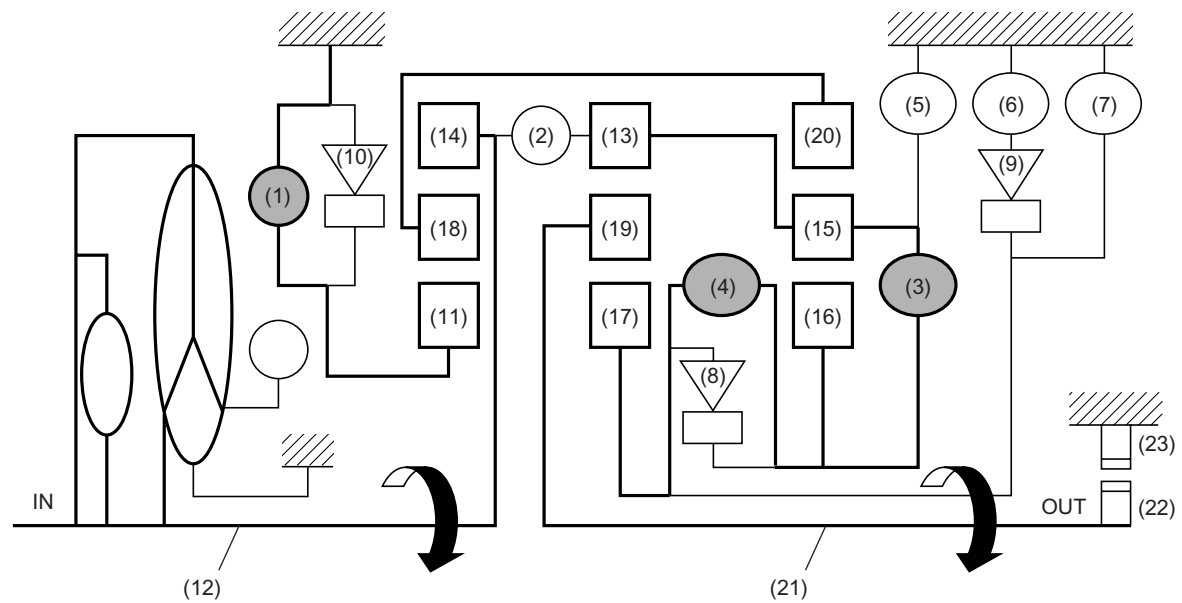 (5) (6) (7)
(14) (2) (13) (20)
(10)
(9)
(1)
(18) (19) (15)
(4) (3)
(11) (17) (16)
(8)
(23)
IN OUT (22)
(12) (21)